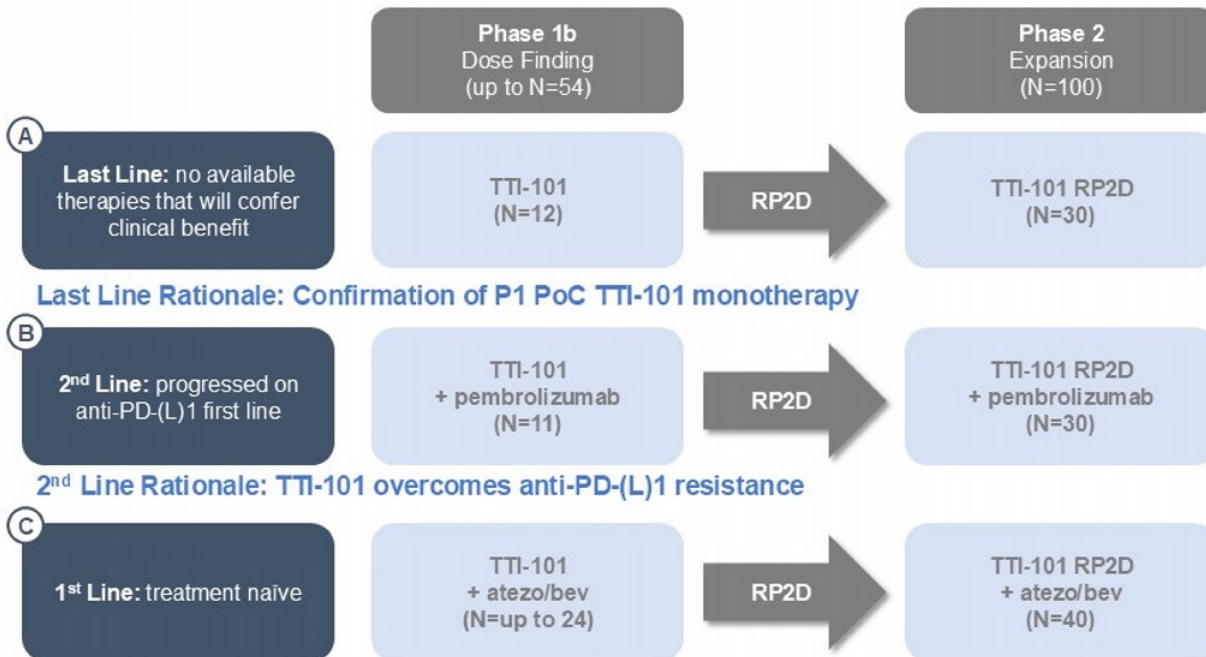 Phase 1b
Dose Finding
(up to N=54)
Phase 2
Expansion
(N=100)
A
Last Line: no available
therapies that will confer
clinical benefit
TTI-101
(N=12)
RP2D
TTI-101 RP2D
(N=30)
Last Line Rationale: Confirmation of P1 PoC TTI-101 monotherapy
B
2nd Line: progressed on
anti-PD-(L)1 first line
TTI-101
+ pembrolizumab
(N=11)
RP2D
TTI-101 RP2D
+ pembrolizumab
(N=30)
2nd Line Rationale: TTI-101 overcomes anti-PD-(L)1 resistance
C
1st Line: treatment naïve
TTI-101
+ atezo/bev
(N=up to 24)
RP2D
TTI-101 RP2D
+ atezo/bev
(N=40)